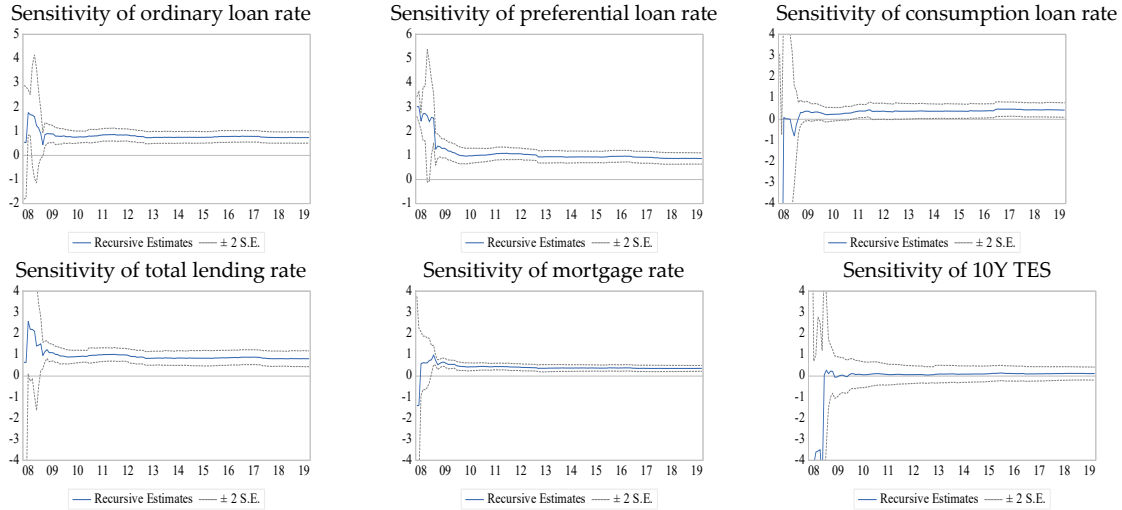 Sensitivity of ordinary loan rate
5
4
3
2
1
0
-1
-2
08 09 10 11 12 13 14 15 16 17 18 19
Recursive Estimates ± 2 S.E.
Sensitivity of preferential loan rate
6
5
4
3
2
1
0
-1
08 09 10 11 12 13 14 15 16 17 18 19
Recursive Estimates ± 2 S.E.
Sensitivity of consumption loan rate
4
3
2
1
0
-1
-2
-3
-4
08 09 10 11 12 13 14 15 16 17 18 19
Recursive Estimates ± 2 S.E.
Sensitivity of total lending rate
4
3
2
1
0
-1
-2
-3
-4
08 09 10 11 12 13 14 15 16 17 18 19
Recursive Estimates ± 2 S.E.
Sensitivity of mortgage rate
4
3
2
1
0
-1
-2
-3
-4
08 09 10 11 12 13 14 15 16 17 18 19
Recursive Estimates ± 2 S.E.
Sensitivity of 10Y TES
4
3
2
1
0
-1
-2
-3
-4
08 09 10 11 12 13 14 15 16 17 18 19
Recursive Estimates ± 2 S.E.